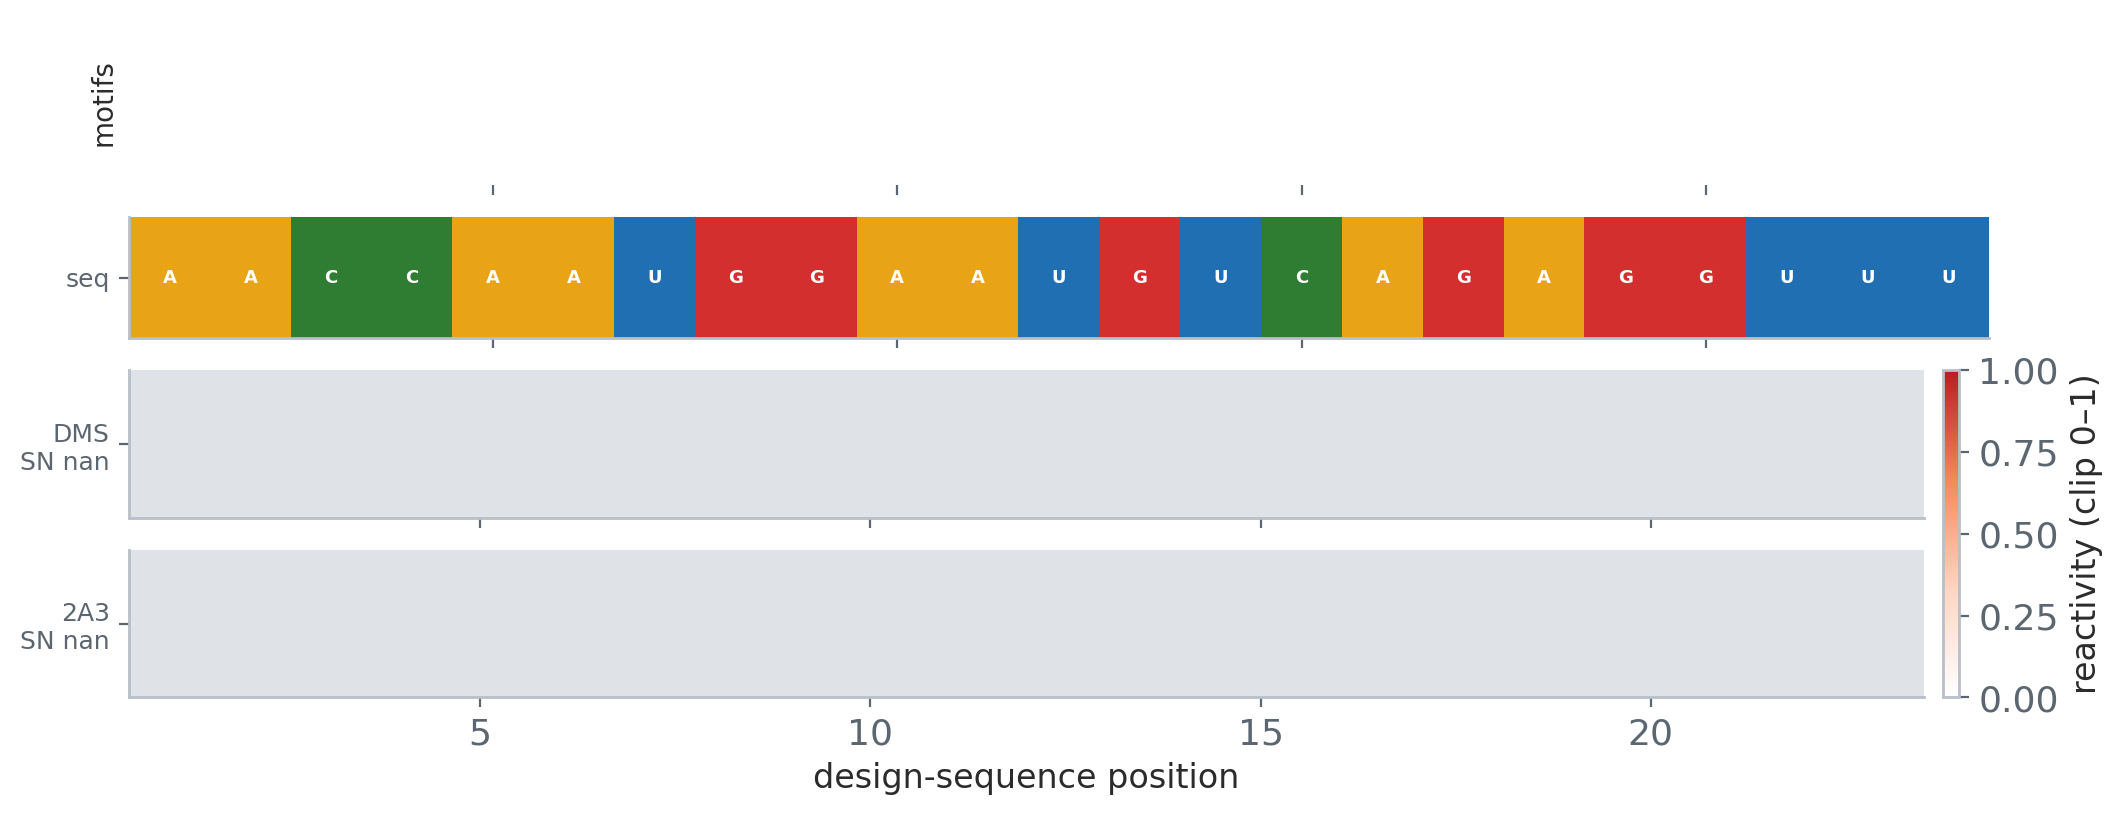 motifs
seq
A A C C A A U G G A A U G U C A G A G G U U U
DMS
SN nan
2A3
SN nan
1.00
0.75
0.50
0.25
0.00
reactivity (clip 0–1)
5 10 15 20
design-sequence position